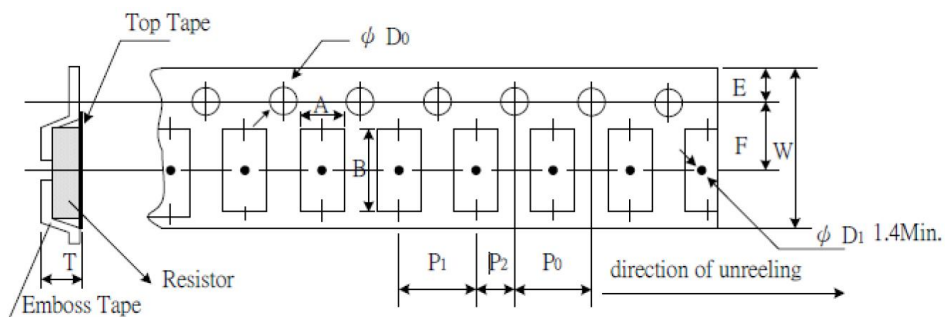 Top Tape
ϕ D0
E
A
F
W
B
ϕ D1 1.4Min.
T
Resistor
P1
P2
P0
direction of unreeling
Emboss Tape